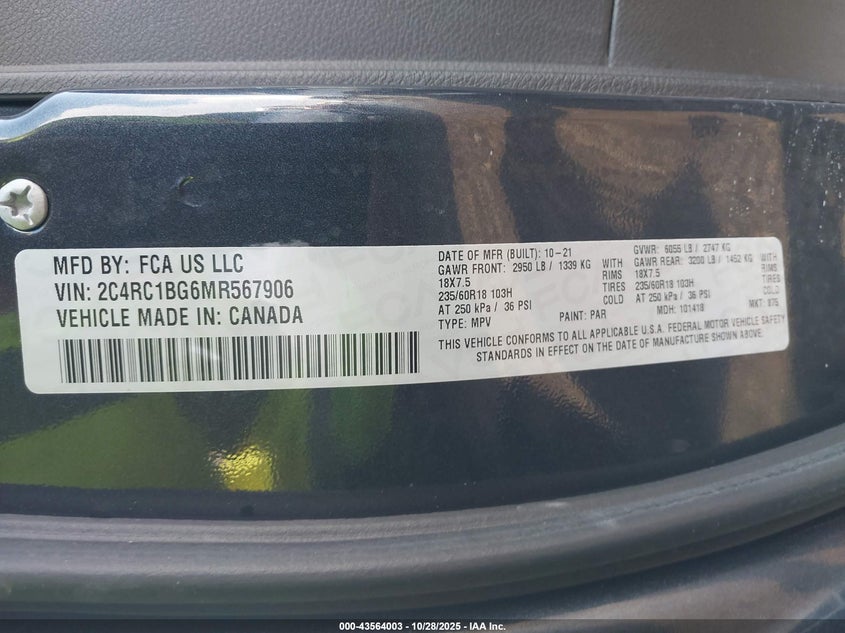 MFD BY: FCA US LLC
VIN: 2C4RC1BG6MR567906
VEHICLE MADE IN: CANADA
DATE OF MFR (BUILT): 10-21
GAWR FRONT: 2950 LB / 1339 KG WITH
18X7.5 RIMS
235/60R18 103H TIRES
AT 250 kPa / 36 PSI COLD
TYPE: MPV PAINT: PAR
GVWR: 6055 LB / 2747 KG
GAWR REAR: 3200 LB / 1452 KG WITH
18X7.5 RIMS
235/60R18 103H TIRES
AT 250 kPa / 36 PSI COLD
MDH: 101418 MKT: 875
THIS VEHICLE CONFORMS TO ALL APPLICABLE U.S.A. FEDERAL MOTOR VEHICLE SAFETY
STANDARDS IN EFFECT ON THE DATE OF MANUFACTURE SHOWN ABOVE.
000-43564003 | 10/28/2025 - IAA Inc.